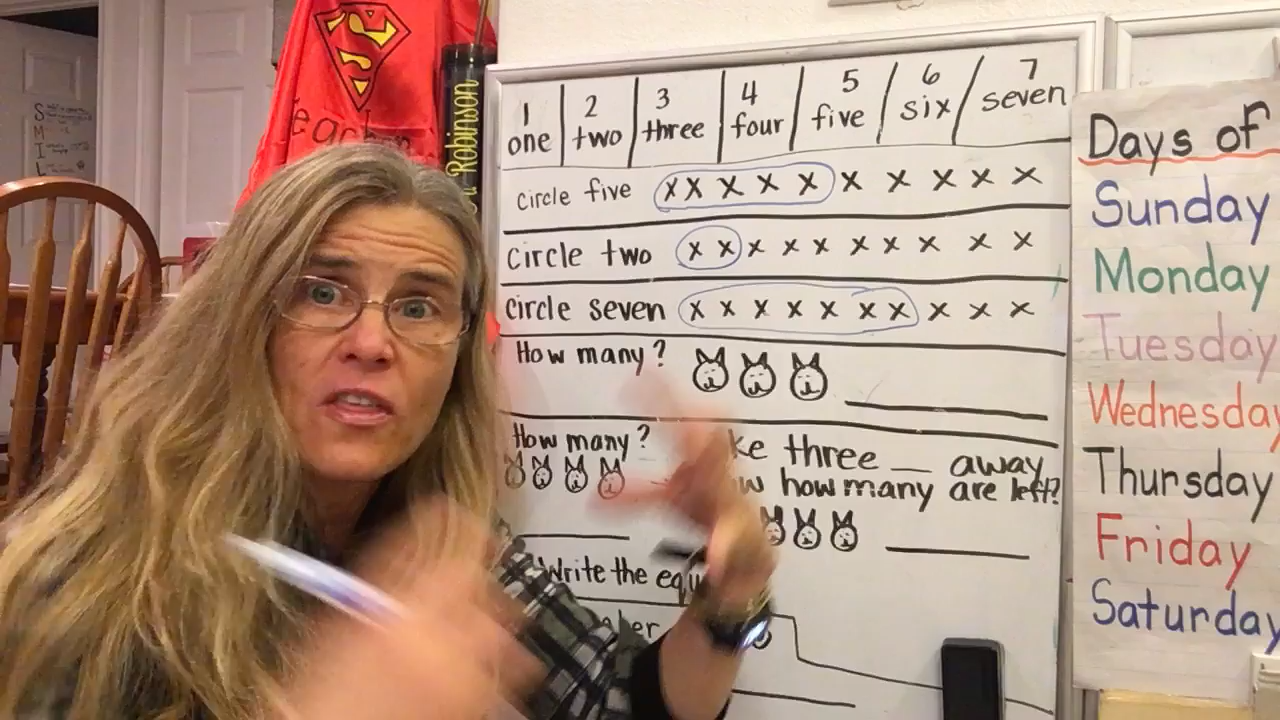 1 2 3 4 5 6 7
one two three four five six seven
circle five x x x x x x x x x x
circle two x x x x x x x x x x
circle seven x x x x x x x x x x
How many?
How many?
three __ away
how many are left?
Write the
Days of
Sunday
Monday
Tuesday
Wednesday
Thursday
Friday
Saturday
Robinson
S
M
I
L